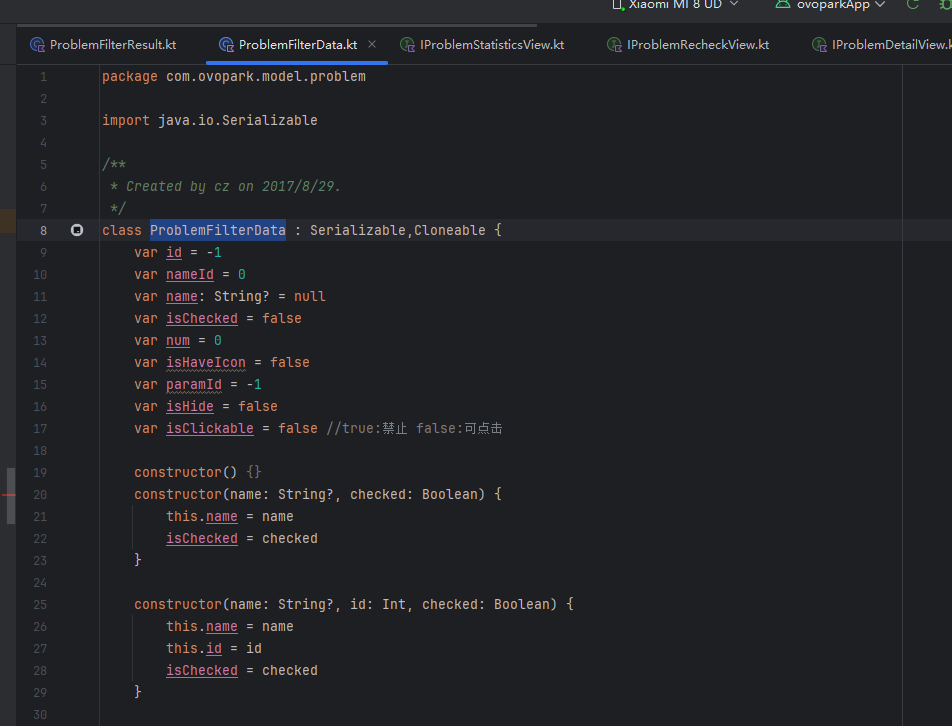 Xiaomi MI 8 UD
ovoparkApp
ProblemFilterResult.kt
ProblemFilterData.kt
IProblemStatisticsView.kt
IProblemRecheckView.kt
IProblemDetailView.k
1 package com.ovopark.model.problem
2
3 import java.io.Serializable
4
5 /**
6 * Created by cz on 2017/8/29.
7 */
8 class ProblemFilterData : Serializable,Cloneable {
9 var id = -1
10 var nameId = 0
11 var name: String? = null
12 var isChecked = false
13 var num = 0
14 var isHaveIcon = false
15 var paramId = -1
16 var isHide = false
17 var isClickable = false //true:禁止 false:可点击
18
19 constructor() {}
20 constructor(name: String?, checked: Boolean) {
21 this.name = name
22 isChecked = checked
23 }
24
25 constructor(name: String?, id: Int, checked: Boolean) {
26 this.name = name
27 this.id = id
28 isChecked = checked
29 }
30